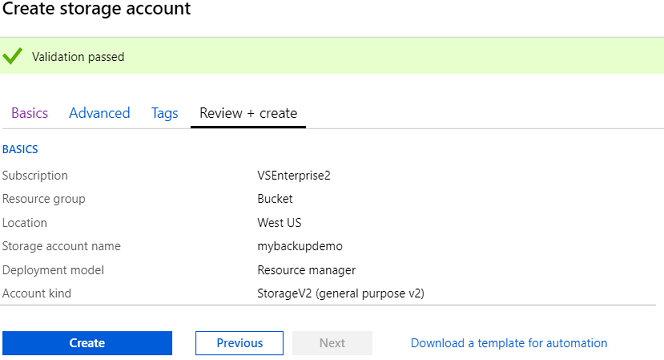 Create storage account
Validation passed
Basics Advanced Tags Review + create
BASICS
Subscription VSEnterprise2
Resource group Bucket
Location West US
Storage account name mybackupdemo
Deployment model Resource manager
Account kind StorageV2 (general purpose v2)
Create Previous Next Download a template for automation